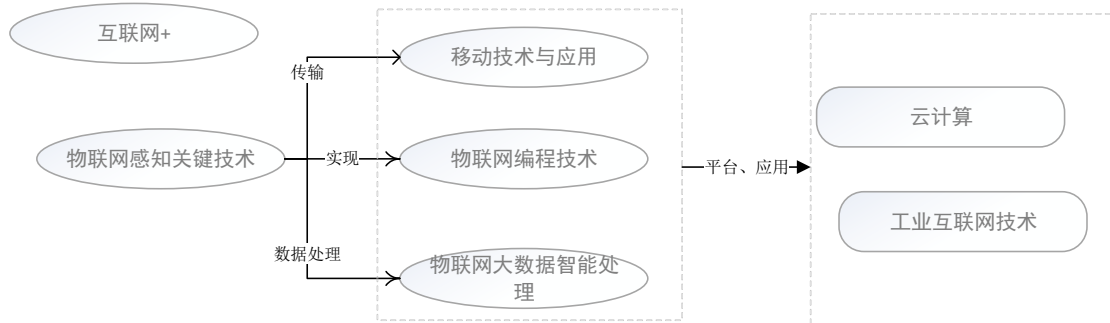 互联网+
传输
移动技术与应用
云计算
物联网感知关键技术
实现
物联网编程技术
平台、应用
工业互联网技术
数据处理
物联网大数据智能处
理